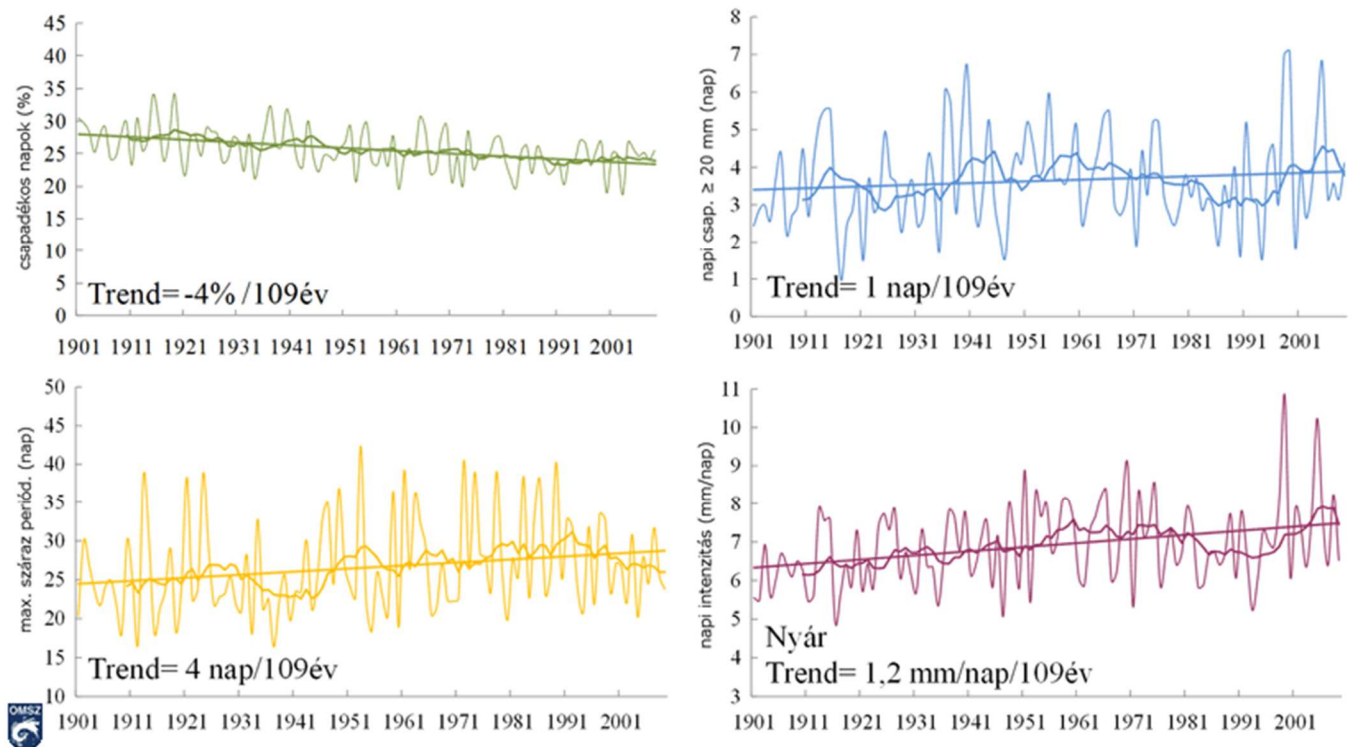 csapadékos napok (%)
45
40
35
30
25
20
15
10
5
0
Trend= -4% /109év
1901 1911 1921 1931 1941 1951 1961 1971 1981 1991 2001
napi csap. ≥ 20 mm (nap)
8
7
6
5
4
3
2
1
0
Trend= 1 nap/109év
1901 1911 1921 1931 1941 1951 1961 1971 1981 1991 2001
max. száraz periód. (nap)
50
45
40
35
30
25
20
15
10
Trend= 4 nap/109év
1901 1911 1921 1931 1941 1951 1961 1971 1981 1991 2001
napi intenzitás (mm/nap)
11
10
9
8
7
6
5
4
3
Nyár
Trend= 1,2 mm/nap/109év
1901 1911 1921 1931 1941 1951 1961 1971 1981 1991 2001
OMSZ